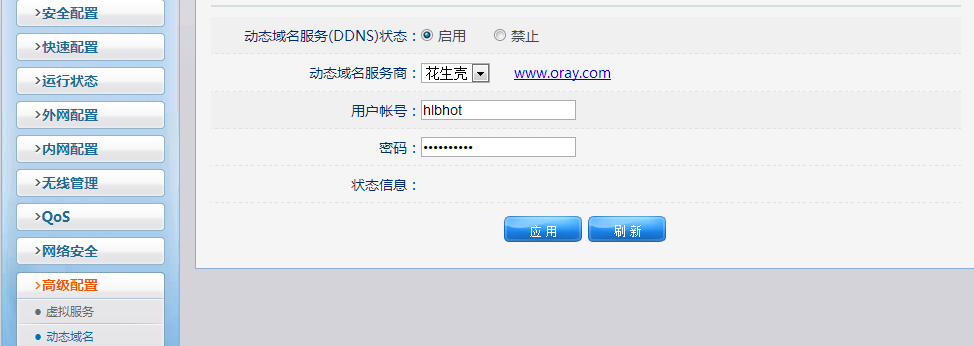 >安全配置
>快速配置
>运行状态
>外网配置
>内网配置
>无线管理
>QoS
>网络安全
>高级配置
• 虚拟服务
• 动态域名
动态域名服务(DDNS)状态： 启用 禁止
动态域名服务商： 花生壳 www.oray.com
用户帐号： hlbhot
密码： ••••••••••
状态信息：
应用 刷新